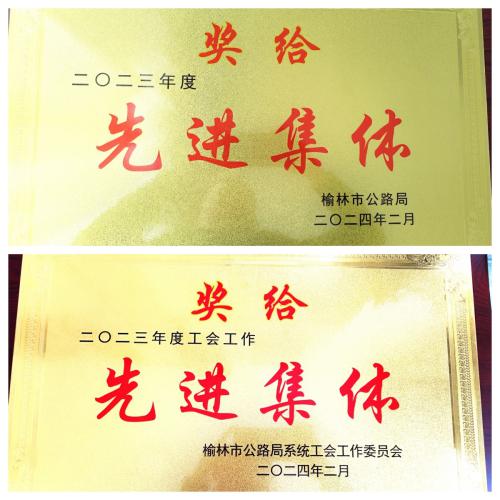 奖给
二〇二三年度
先进集体
榆林市公路局
二〇二四年二月
奖给
二〇二三年度工会工作
先进集体
榆林市公路局系统工会工作委员会
二〇二四年二月